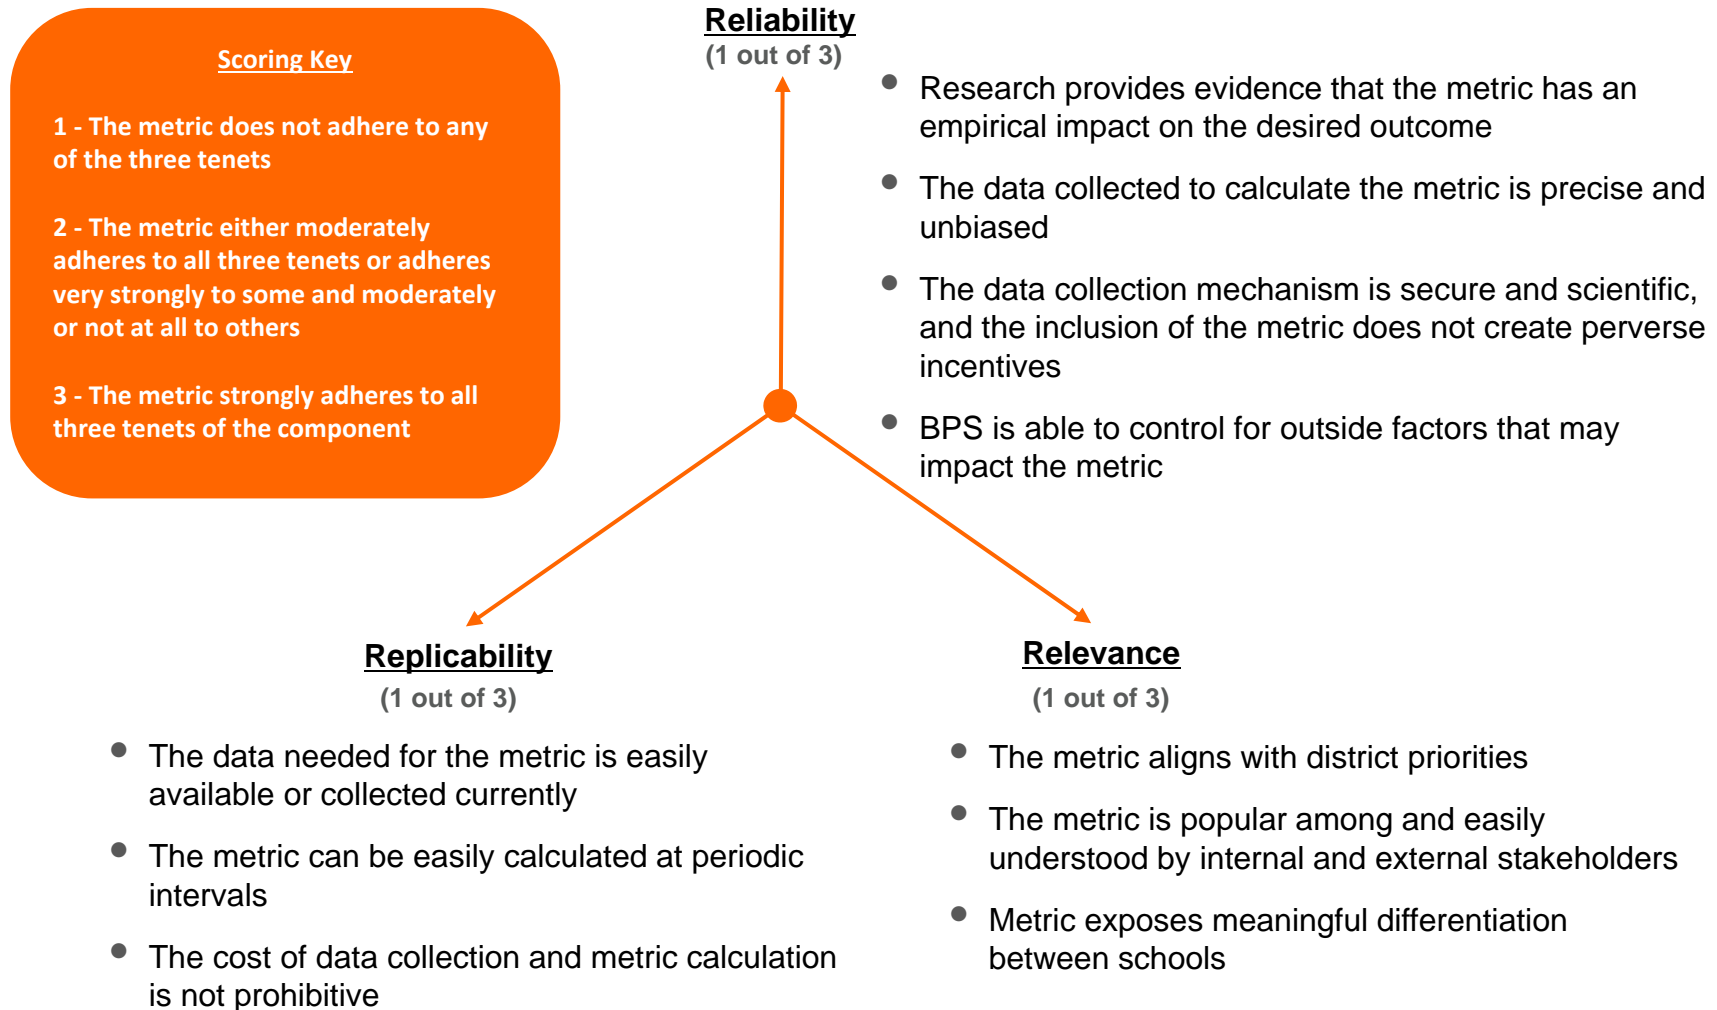 Scoring Key
1 - The metric does not adhere to any
of the three tenets
2 - The metric either moderately
adheres to all three tenets or adheres
very strongly to some and moderately
or not at all to others
3 - The metric strongly adheres to all
three tenets of the component
Reliability
(1 out of 3)
• Research provides evidence that the metric has an
empirical impact on the desired outcome
• The data collected to calculate the metric is precise and
unbiased
• The data collection mechanism is secure and scientific,
and the inclusion of the metric does not create perverse
incentives
• BPS is able to control for outside factors that may
impact the metric
Replicability
(1 out of 3)
• The data needed for the metric is easily
available or collected currently
• The metric can be easily calculated at periodic
intervals
• The cost of data collection and metric calculation
is not prohibitive
Relevance
(1 out of 3)
• The metric aligns with district priorities
• The metric is popular among and easily
understood by internal and external stakeholders
• Metric exposes meaningful differentiation
between schools